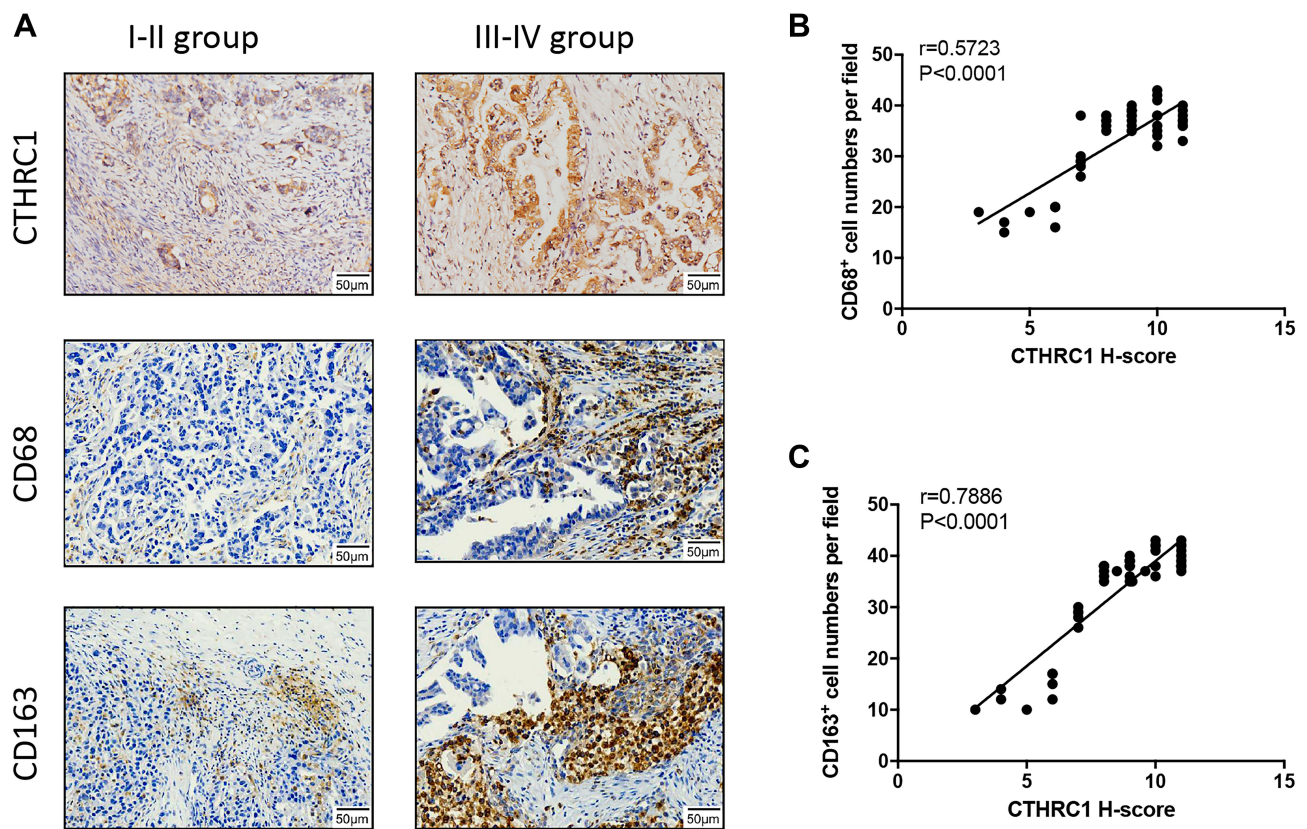 A
I-II group
III-IV group
CTHRC1
50μm
50μm
CD68
50μm
50μm
CD163
50μm
50μm
B
r=0.5723
P<0.0001
CD68⁺ cell numbers per field
50
40
30
20
10
0
0
5
10
15
CTHRC1 H-score
C
r=0.7886
P<0.0001
CD163⁺ cell numbers per field
50
40
30
20
10
0
0
5
10
15
CTHRC1 H-score